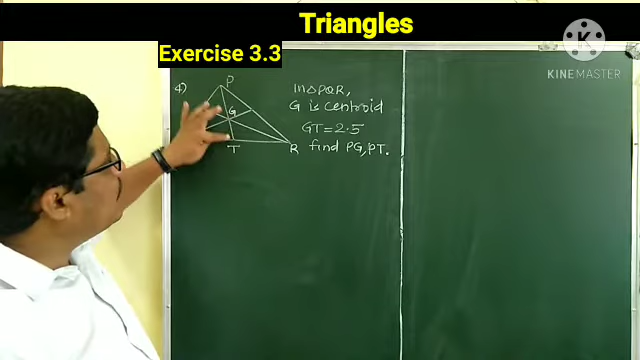 Triangles
Exercise 3.3
KINEMASTER
4)
P
G
T
R
In △PQR,
G is centroid
GT = 2.5
find PG, PT.